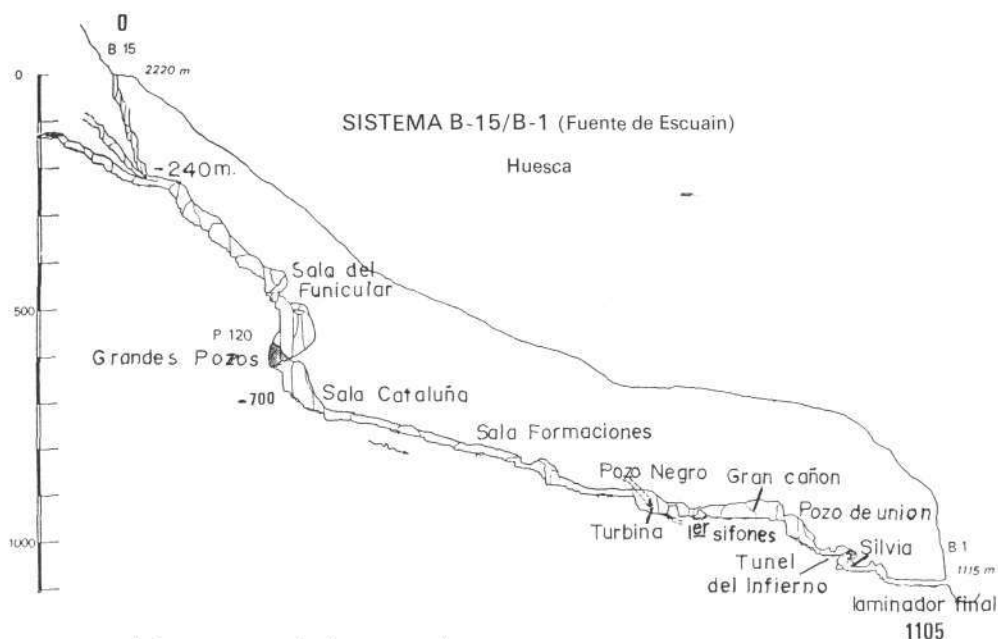 0
B 15
2220 m
0
SISTEMA B-15/B-1 (Fuente de Escuain)
Huesca
-240m.
Sala del
Funicular
500
P 120
Grandes Pozos
-700
Sala Cataluña
Sala Formaciones
Pozo Negro
Gran cañon
Pozo de union
Turbina
1er sifones
1000
Silvia
B 1
Tunel
del Infierno
1115 m
laminador final
1105